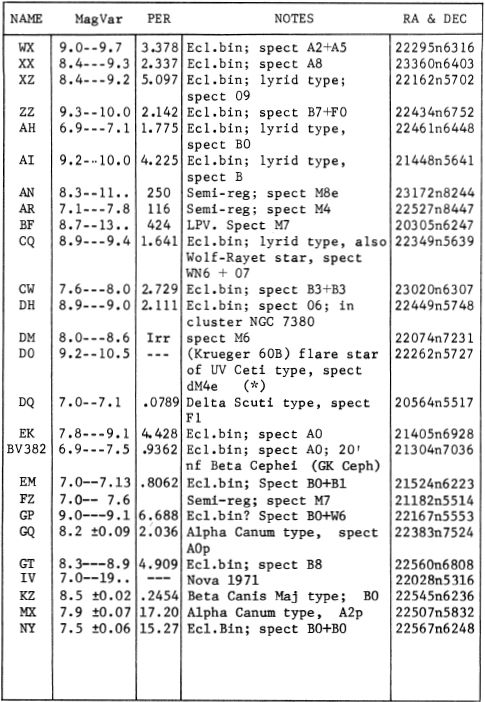 NAME MagVar PER NOTES RA & DEC
WX 9.0--9.7 3.378 Ecl.bin; spect A2+A5 22295n6316
XX 8.4---9.3 2.337 Ecl.bin; spect A8 23360n6403
XZ 8.4---9.2 5.097 Ecl.bin; lyrid type; 22162n5702
spect 09
ZZ 9.3--10.0 2.142 Ecl.bin; spect B7+F0 22434n6752
AH 6.9---7.1 1.775 Ecl.bin; lyrid type, 22461n6448
spect B0
AI 9.2--10.0 4.225 Ecl.bin; lyrid type, 21448n5641
spect B
AN 8.3--11.. 250 Semi-reg; spect M8e 23172n8244
AR 7.1---7.8 116 Semi-reg; spect M4 22527n8447
BF 8.7--13.. 424 LPV. Spect M7 20305n6247
CQ 8.9---9.4 1.641 Ecl.bin; lyrid type, also 22349n5639
Wolf-Rayet star, spect
WN6 + 07
CW 7.6---8.0 2.729 Ecl.bin; spect B3+B3 23020n6307
DH 8.9---9.0 2.111 Ecl.bin; spect 06; in 22449n5748
cluster NGC 7380
DM 8.0---8.6 Irr spect M6 22074n7231
DO 9.2--10.5 --- (Krueger 60B) flare star 22262n5727
of UV Ceti type, spect
dM4e (*)
DQ 7.0--7.1 .0789 Delta Scuti type, spect 20564n5517
F1
EK 7.8---9.1 4.428 Ecl.bin; spect A0 21405n6928
BV382 6.9---7.5 .9362 Ecl.bin; spect A0; 20' 21304n7036
nf Beta Cephei (GK Ceph)
EM 7.0--7.13 .8062 Ecl.bin; Spect B0+B1 21524n6223
FZ 7.0-- 7.6 Semi-reg; spect M7 21182n5514
GP 9.0---9.1 6.688 Ecl.bin? Spect B0+W6 22167n5553
GQ 8.2 ±0.09 2.036 Alpha Canum type, spect 22383n7524
A0p
GT 8.3---8.9 4.909 Ecl.bin; spect B8 22560n6808
IV 7.0--19.. --- Nova 1971 22028n5316
KZ 8.5 ±0.02 .2454 Beta Canis Maj type; B0 22545n6236
MX 7.9 ±0.07 17.20 Alpha Canum type, A2p 22507n5832
NY 7.5 ±0.06 15.27 Ecl.Bin; spect B0+B0 22567n6248